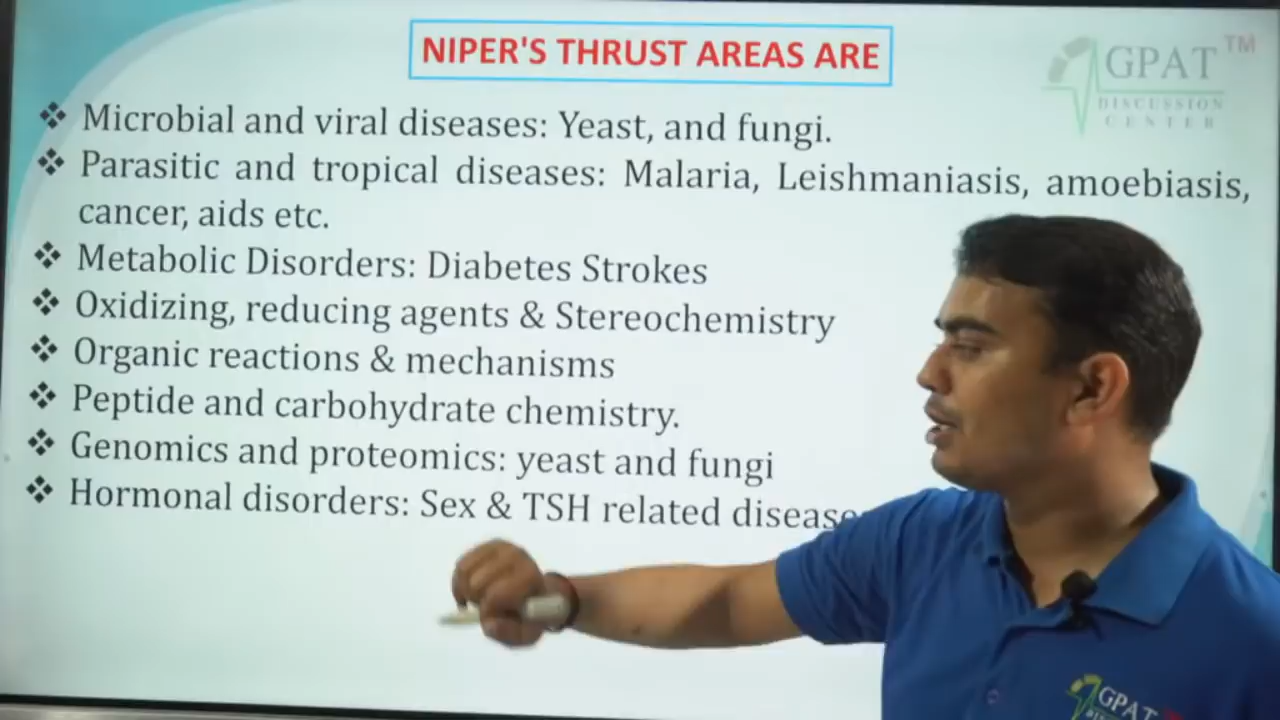 NIPER'S THRUST AREAS ARE
GPAT TM
DISCUSSION
CENTER
❖ Microbial and viral diseases: Yeast, and fungi.
❖ Parasitic and tropical diseases: Malaria, Leishmaniasis, amoebiasis,
cancer, aids etc.
❖ Metabolic Disorders: Diabetes Strokes
❖ Oxidizing, reducing agents & Stereochemistry
❖ Organic reactions & mechanisms
❖ Peptide and carbohydrate chemistry.
❖ Genomics and proteomics: yeast and fungi
❖ Hormonal disorders: Sex & TSH related
GPAT